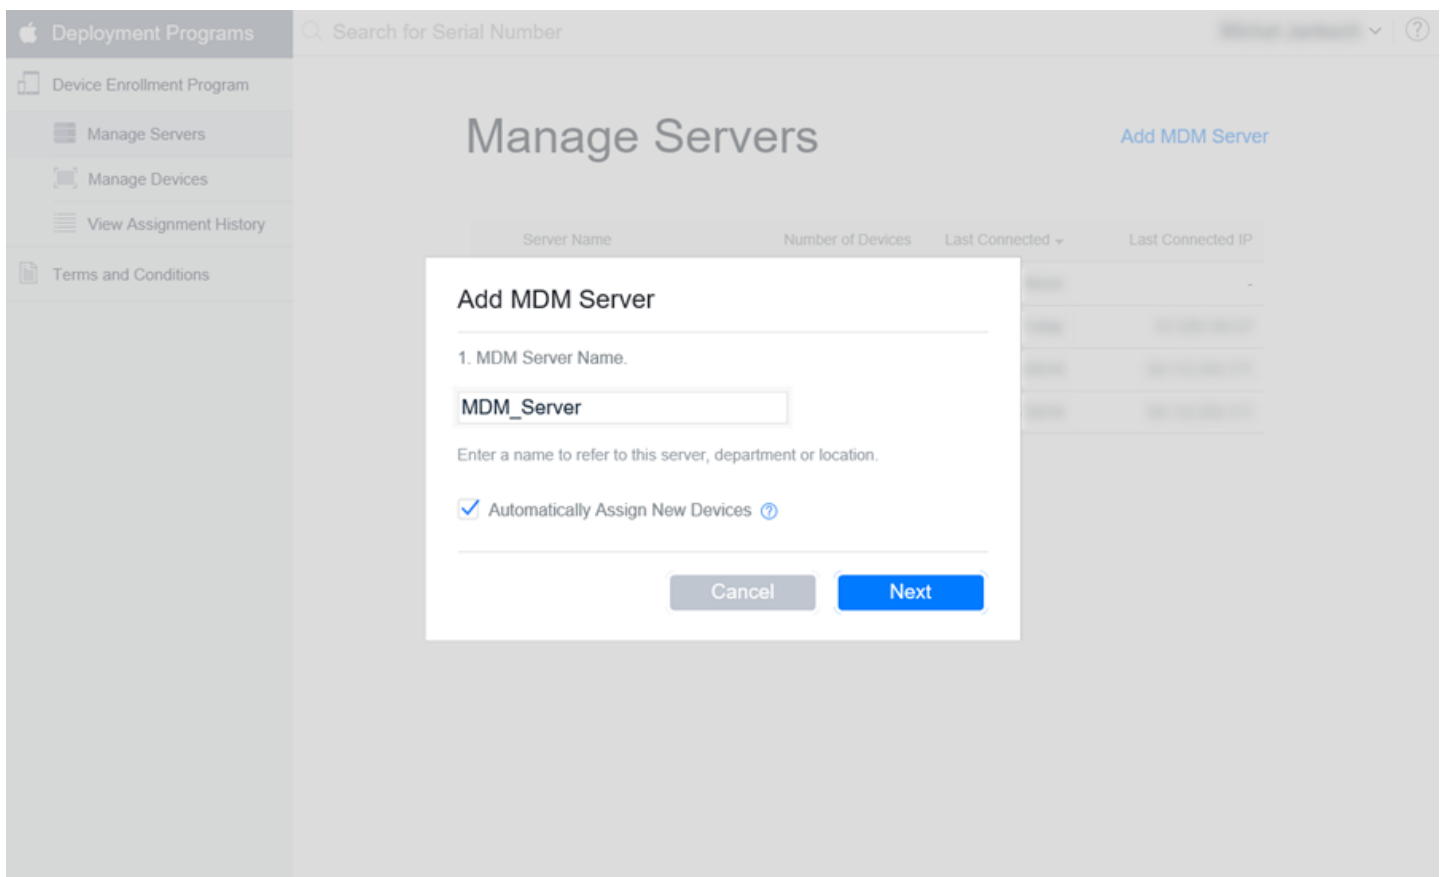 Deployment Programs
Search for Serial Number
Device Enrollment Program
Manage Servers
Manage Devices
View Assignment History
Terms and Conditions
Manage Servers
Add MDM Server
Server Name Number of Devices Last Connected Last Connected IP
-
Add MDM Server
1. MDM Server Name.
MDM_Server
Enter a name to refer to this server, department or location.
Automatically Assign New Devices ?
Cancel Next